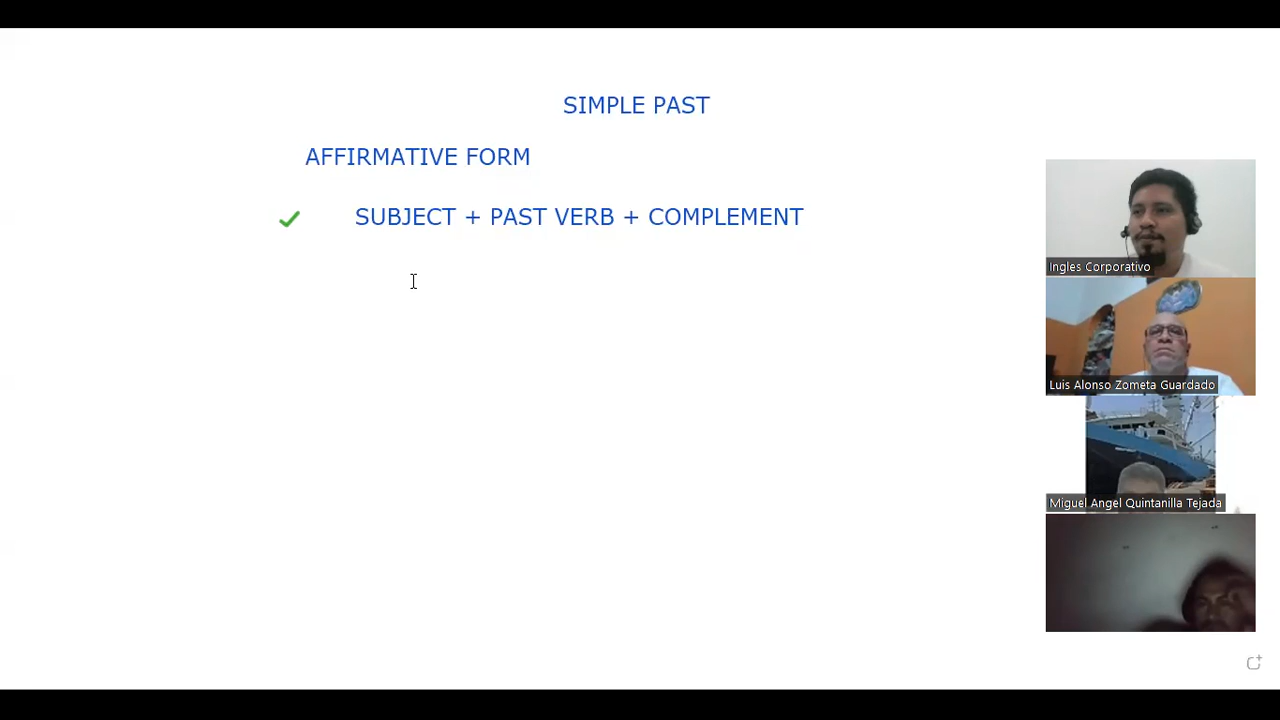 SIMPLE PAST
AFFIRMATIVE FORM
SUBJECT + PAST VERB + COMPLEMENT
Ingles Corporativo
Luis Alonso Zometa Guardado
Miguel Angel Quintanilla Tejada